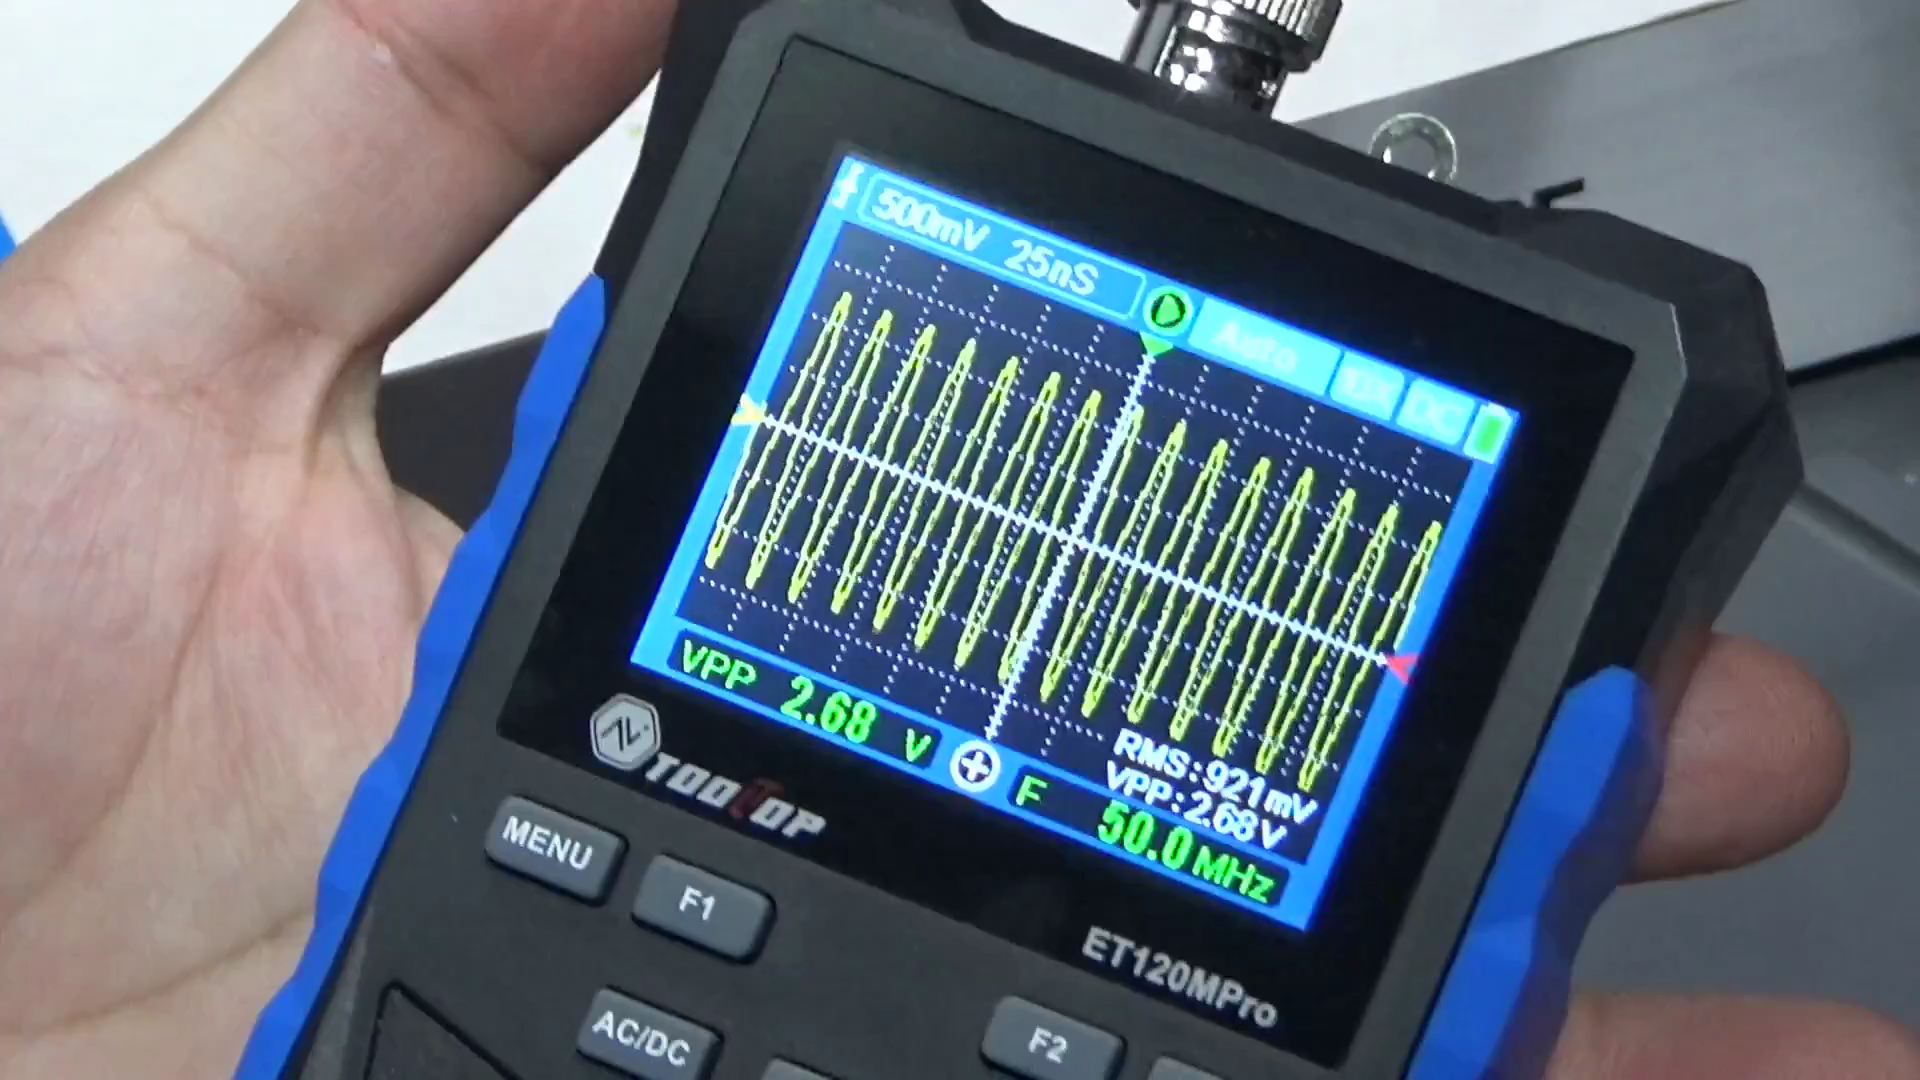 500mV 25nS
Auto 10X DC
RMS:921mV
VPP:2.68V
VPP 2.68 V
F 50.0MHz
TOOLTOP
ET120MPro
MENU
F1
AC/DC
F2